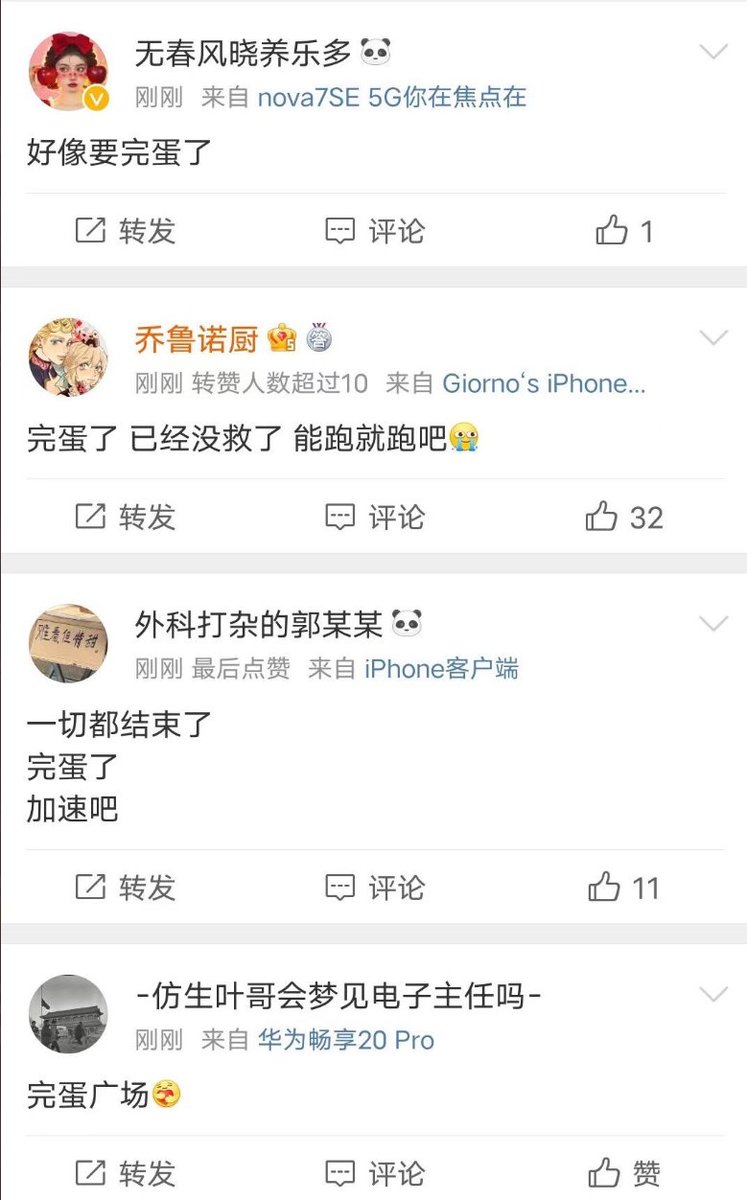 无春风晓养乐多
刚刚 来自 nova7SE 5G你在焦点在
好像要完蛋了
转发 评论 1
乔鲁诺厨
刚刚 转赞人数超过10 来自 Giorno‘s iPhone...
完蛋了 已经没救了 能跑就跑吧
转发 评论 32
难看但情甜
外科打杂的郭某某
刚刚 最后点赞 来自 iPhone客户端
一切都结束了
完蛋了
加速吧
转发 评论 11
-仿生叶哥会梦见电子主任吗-
刚刚 来自 华为畅享20 Pro
完蛋广场
转发 评论 赞